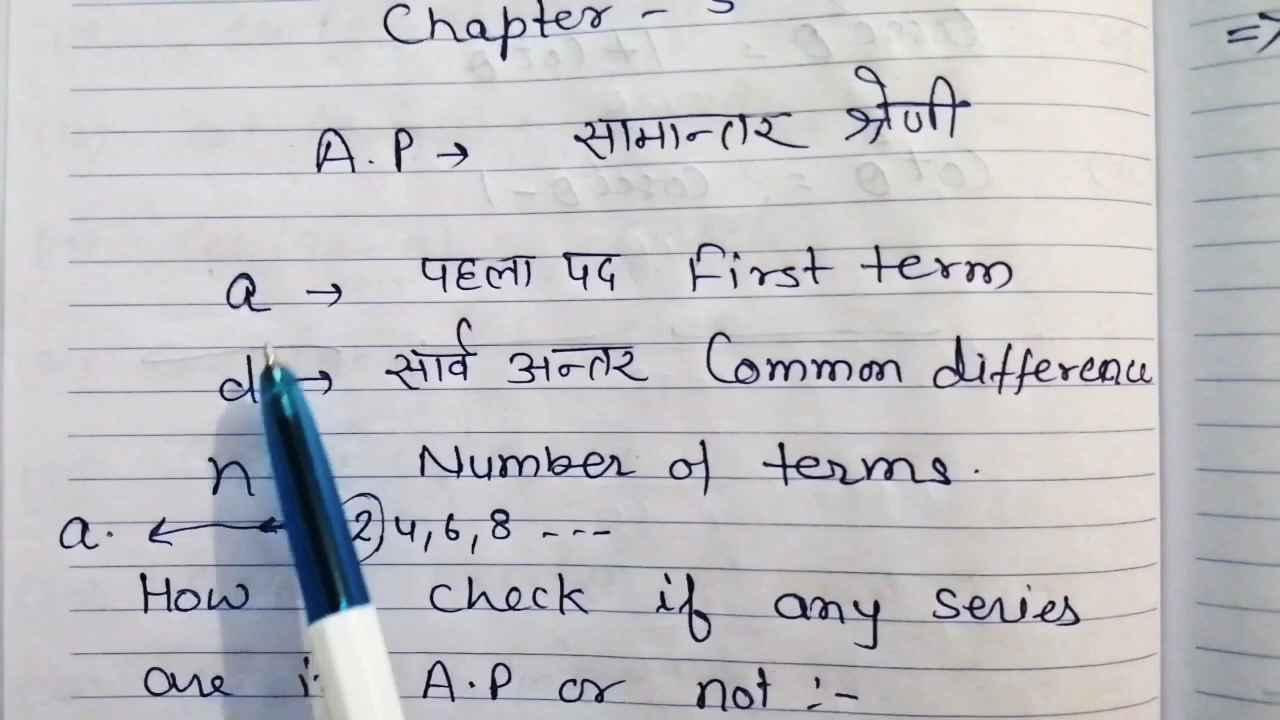 Chapter -
A.P → सामान्तर श्रेणी
a → पहला पद First term
d → सार्व अन्तर Common difference
n Number of terms.
a. ← 2, 4, 6, 8 ---
How check if any series
are A.P or not :-
=>